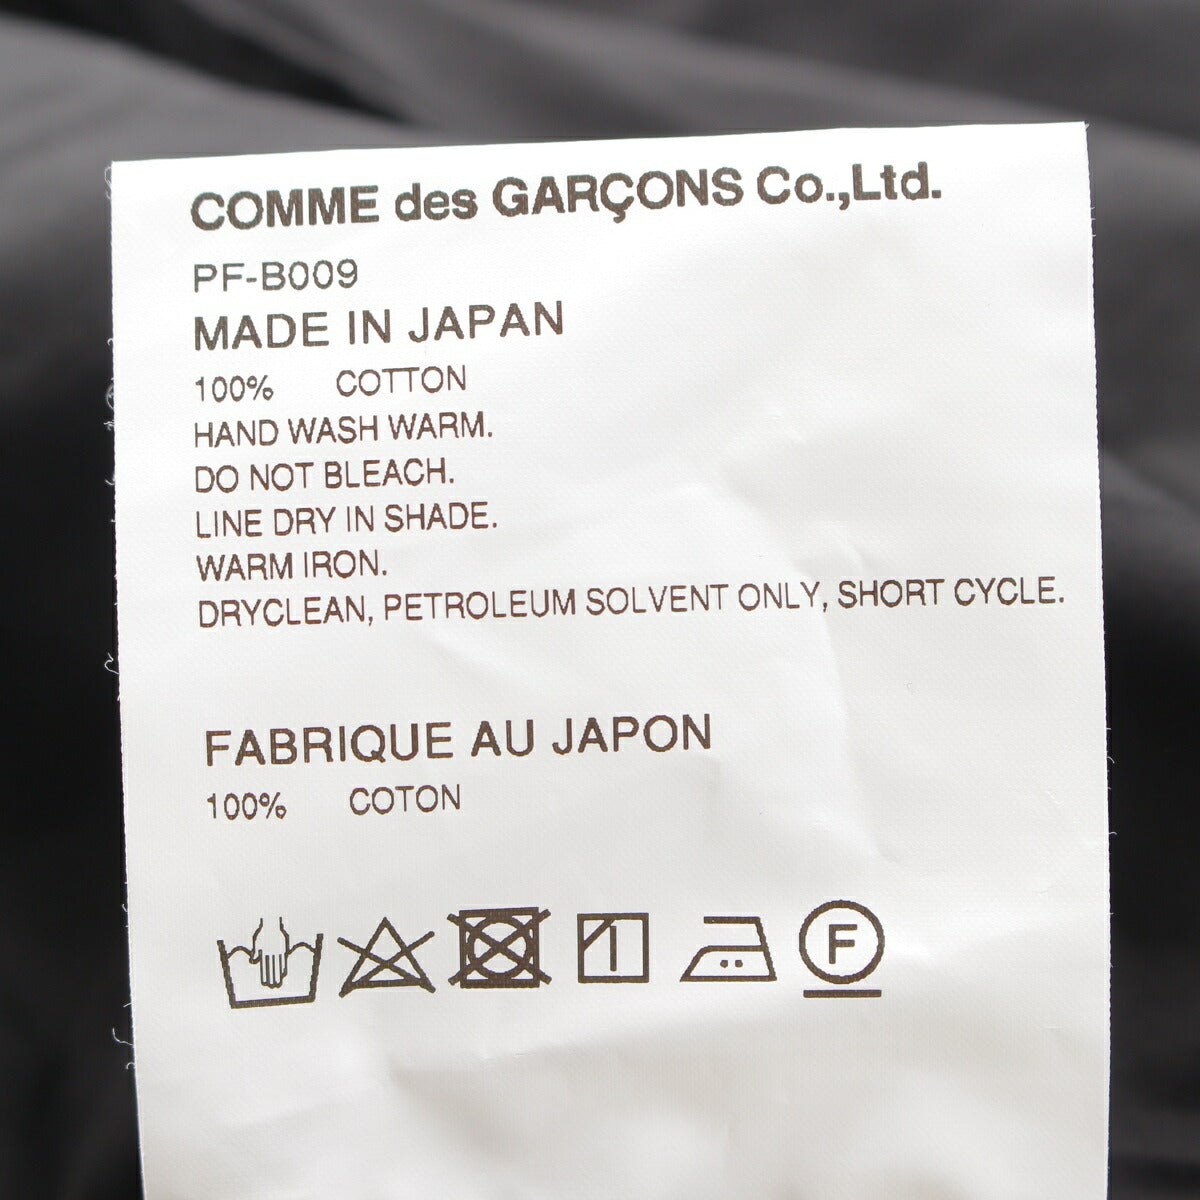 COMME des GARÇONS Co.,Ltd.
PF-B009
MADE IN JAPAN
100% COTTON
HAND WASH WARM.
DO NOT BLEACH.
LINE DRY IN SHADE.
WARM IRON.
DRYCLEAN, PETROLEUM SOLVENT ONLY, SHORT CYCLE.
FABRIQUE AU JAPON
100% COTON
F